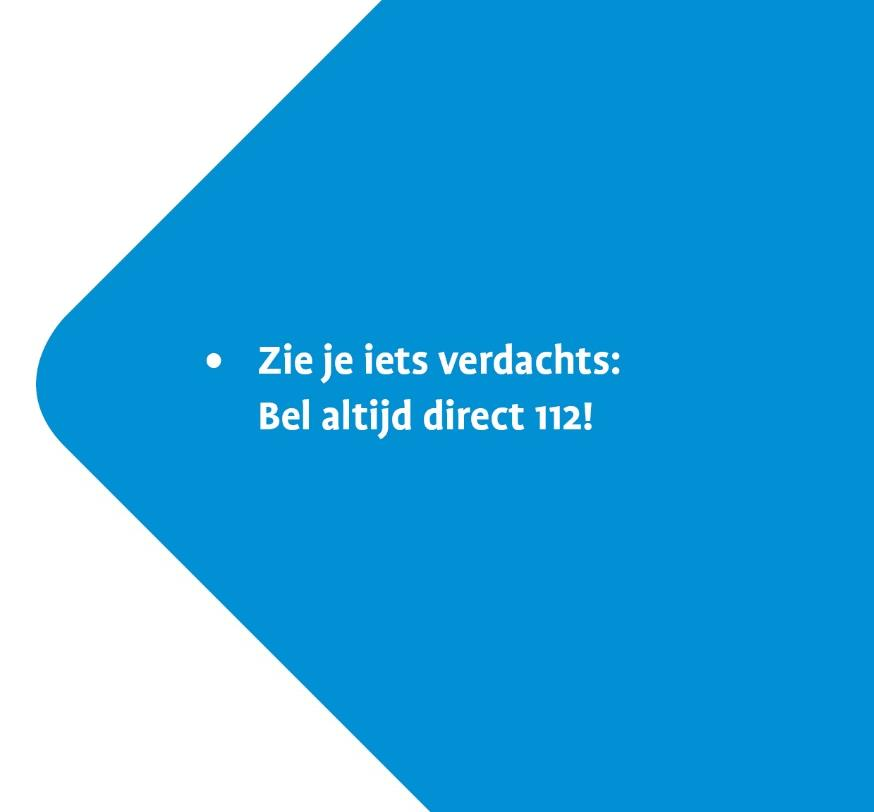 • Zie je iets verdachts:
Bel altijd direct 112!